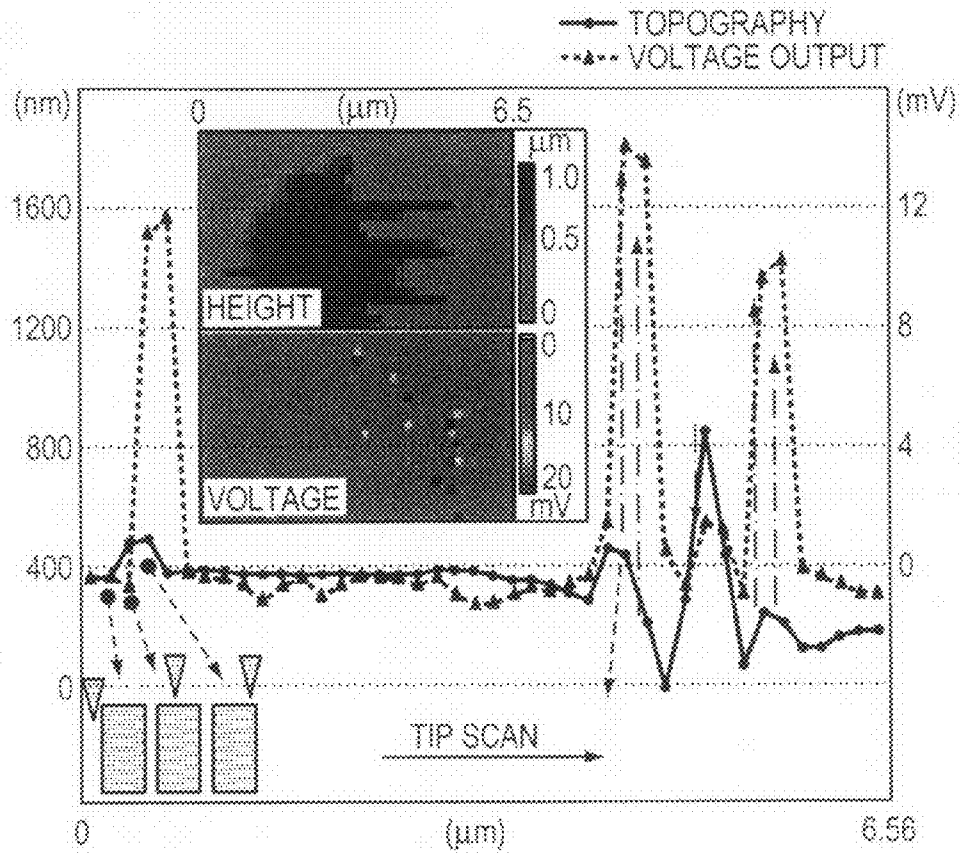 TOPOGRAPHY
VOLTAGE OUTPUT
(nm)
(mV)
0 (μm) 6.5
μm
1.0
0.5
0
HEIGHT
0
10
20
mV
VOLTAGE
1600
1200
800
400
0
12
8
4
0
TIP SCAN
0 (μm) 6.56